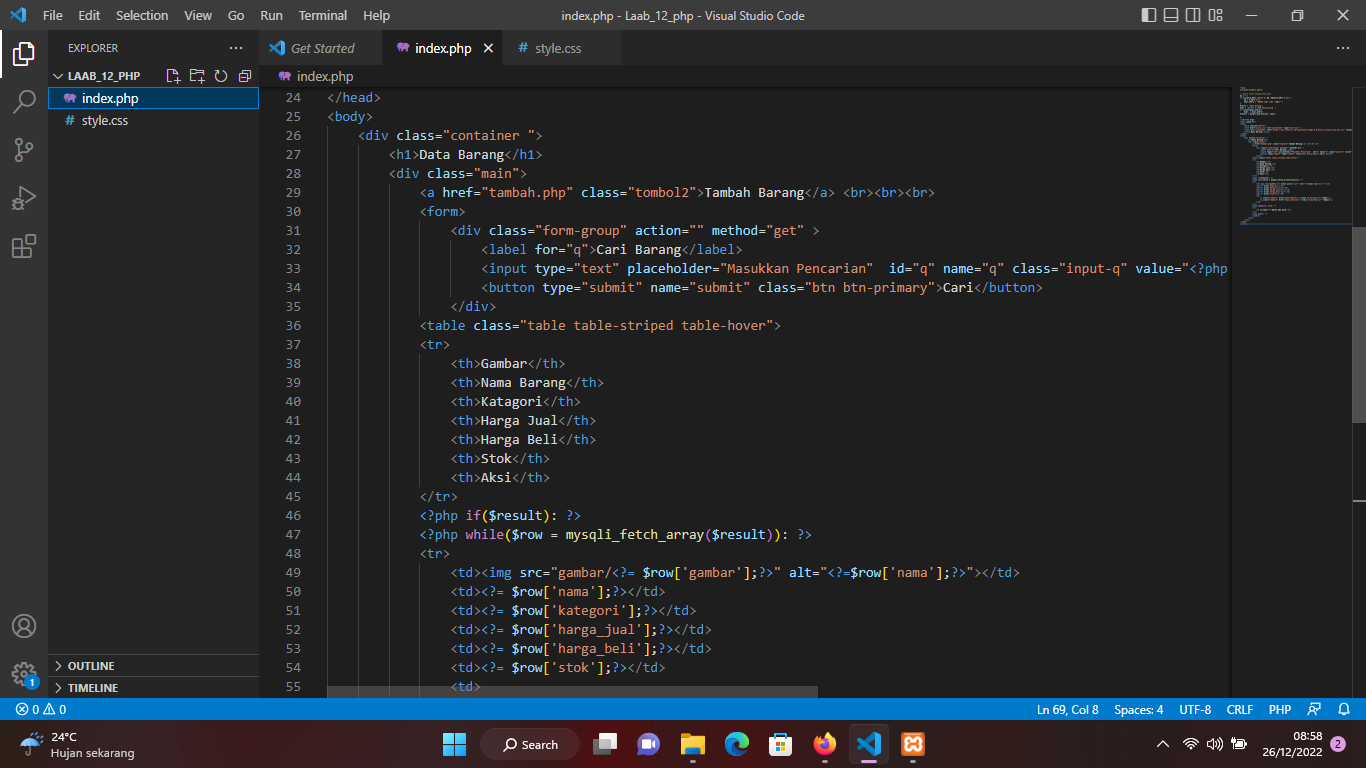 File Edit Selection View Go Run Terminal Help index.php - Laab_12_php - Visual Studio Code
EXPLORER
Get Started index.php style.css
LAAB_12_PHP
index.php
style.css
index.php
24 </head>
25 <body>
26 <div class="container ">
27 <h1>Data Barang</h1>
28 <div class="main">
29 <a href="tambah.php" class="tombol2">Tambah Barang</a> <br><br><br>
30 <form>
31 <div class="form-group" action="" method="get" >
32 <label for="q">Cari Barang</label>
33 <input type="text" placeholder="Masukkan Pencarian"  id="q" name="q" class="input-q" value="<?php
34 <button type="submit" name="submit" class="btn btn-primary">Cari</button>
35 </div>
36 <table class="table table-striped table-hover">
37 <tr>
38 <th>Gambar</th>
39 <th>Nama Barang</th>
40 <th>Katagori</th>
41 <th>Harga Jual</th>
42 <th>Harga Beli</th>
43 <th>Stok</th>
44 <th>Aksi</th>
45 </tr>
46 <?php if($result): ?>
47 <?php while($row = mysqli_fetch_array($result)): ?>
48 <tr>
49 <td><img src="gambar/<?= $row['gambar'];?>" alt="<?=$row['nama'];?>"></td>
50 <td><?= $row['nama'];?></td>
51 <td><?= $row['kategori'];?></td>
52 <td><?= $row['harga_jual'];?></td>
53 <td><?= $row['harga_beli'];?></td>
54 <td><?= $row['stok'];?></td>
55 <td>
OUTLINE
TIMELINE
1
0 0 Ln 69, Col 8 Spaces: 4 UTF-8 CRLF PHP
24°C
Hujan sekarang
Search
08:58
26/12/2022
2